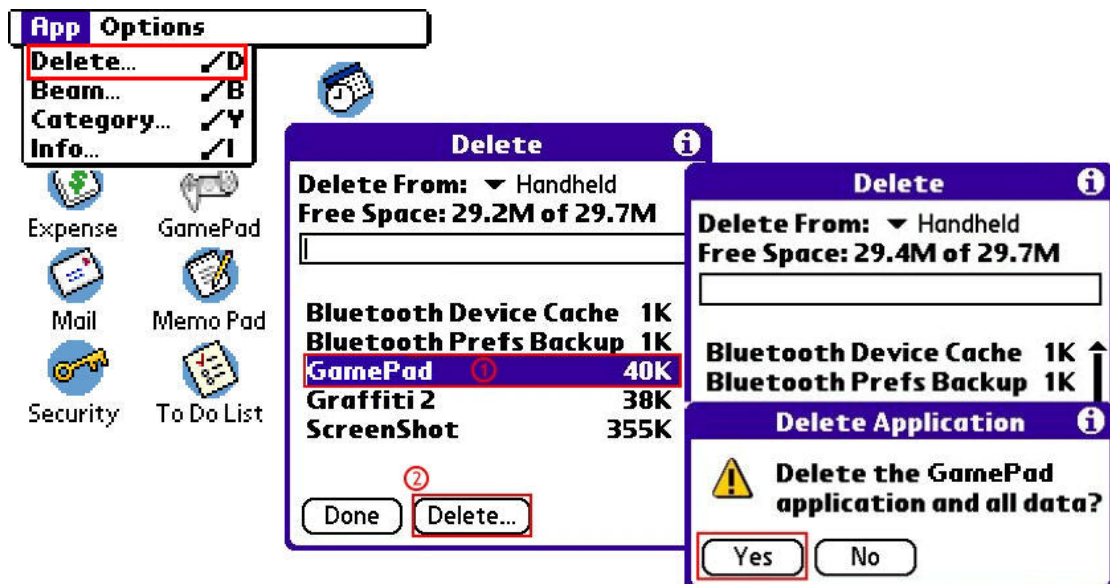 App Options
Delete... /D
Beam... /B
Category... /Y
Info... /I
Expense GamePad
Mail Memo Pad
Security To Do List
Delete i
Delete From: Handheld
Free Space: 29.2M of 29.7M
Bluetooth Device Cache 1K
Bluetooth Prefs Backup 1K
GamePad ① 40K
Graffiti 2 38K
ScreenShot 355K
②
Done Delete...
Delete i
Delete From: Handheld
Free Space: 29.4M of 29.7M
Bluetooth Device Cache 1K
Bluetooth Prefs Backup 1K
Delete Application i
Delete the GamePad
application and all data?
Yes No